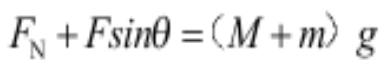 F_N + Fsinθ = (M + m) g